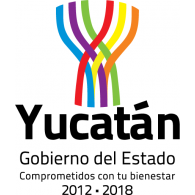 Yucatán
Gobierno del Estado
Comprometidos con tu bienestar
2012 • 2018